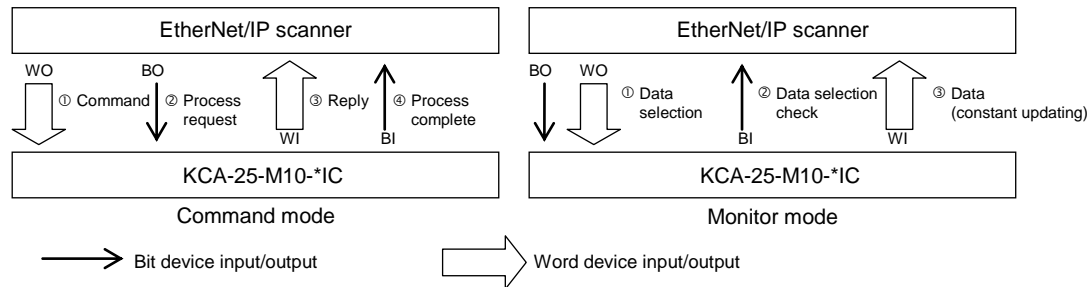 EtherNet/IP scanner
WO
BO
① Command
② Process
request
③ Reply
④ Process
complete
WI
BI
KCA-25-M10-*IC
Command mode
EtherNet/IP scanner
BO
WO
① Data
selection
② Data selection
check
③ Data
(constant updating)
BI
WI
KCA-25-M10-*IC
Monitor mode
Bit device input/output
Word device input/output